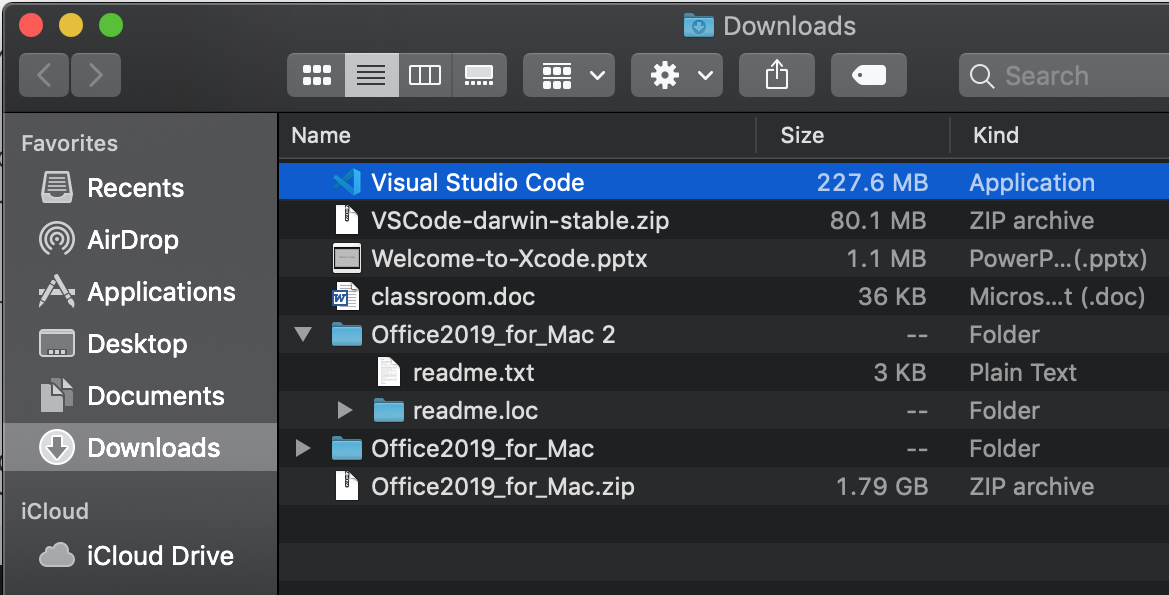 Downloads
Search
Favorites
Recents
AirDrop
Applications
Desktop
Documents
Downloads
iCloud
iCloud Drive
Name Size Kind
Visual Studio Code 227.6 MB Application
VSCode-darwin-stable.zip 80.1 MB ZIP archive
Welcome-to-Xcode.pptx 1.1 MB PowerP...(.pptx)
classroom.doc 36 KB Micros...t (.doc)
Office2019_for_Mac 2 -- Folder
readme.txt 3 KB Plain Text
readme.loc -- Folder
Office2019_for_Mac -- Folder
Office2019_for_Mac.zip 1.79 GB ZIP archive